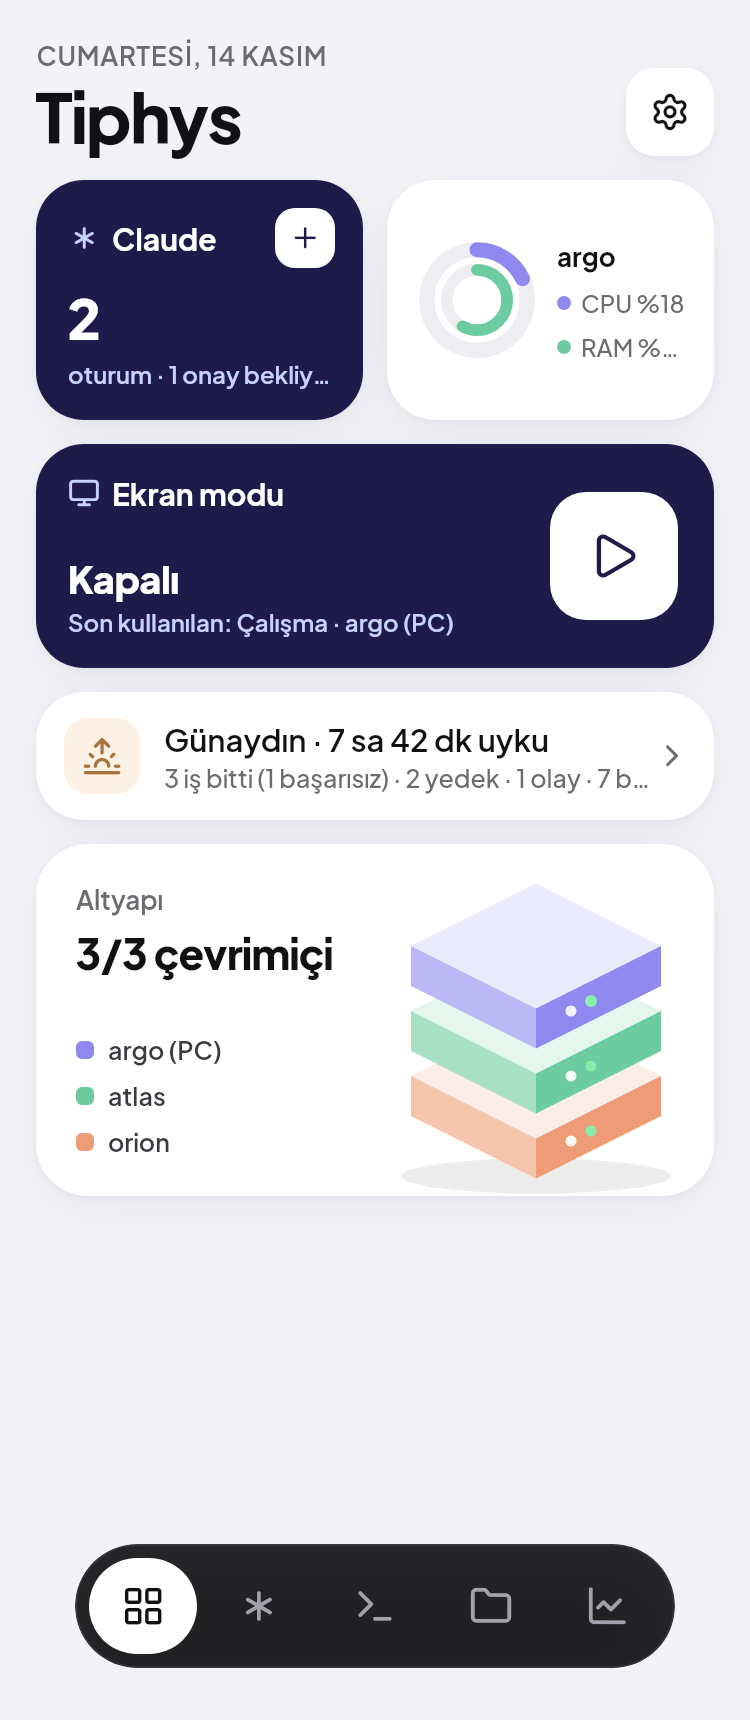 CUMARTESİ, 14 KASIM
Tiphys
Claude
2
oturum · 1 onay bekliy…
argo
CPU %18
RAM %…
Ekran modu
Kapalı
Son kullanılan: Çalışma · argo (PC)
Günaydın · 7 sa 42 dk uyku
3 iş bitti (1 başarısız) · 2 yedek · 1 olay · 7 b…
Altyapı
3/3 çevrimiçi
argo (PC)
atlas
orion